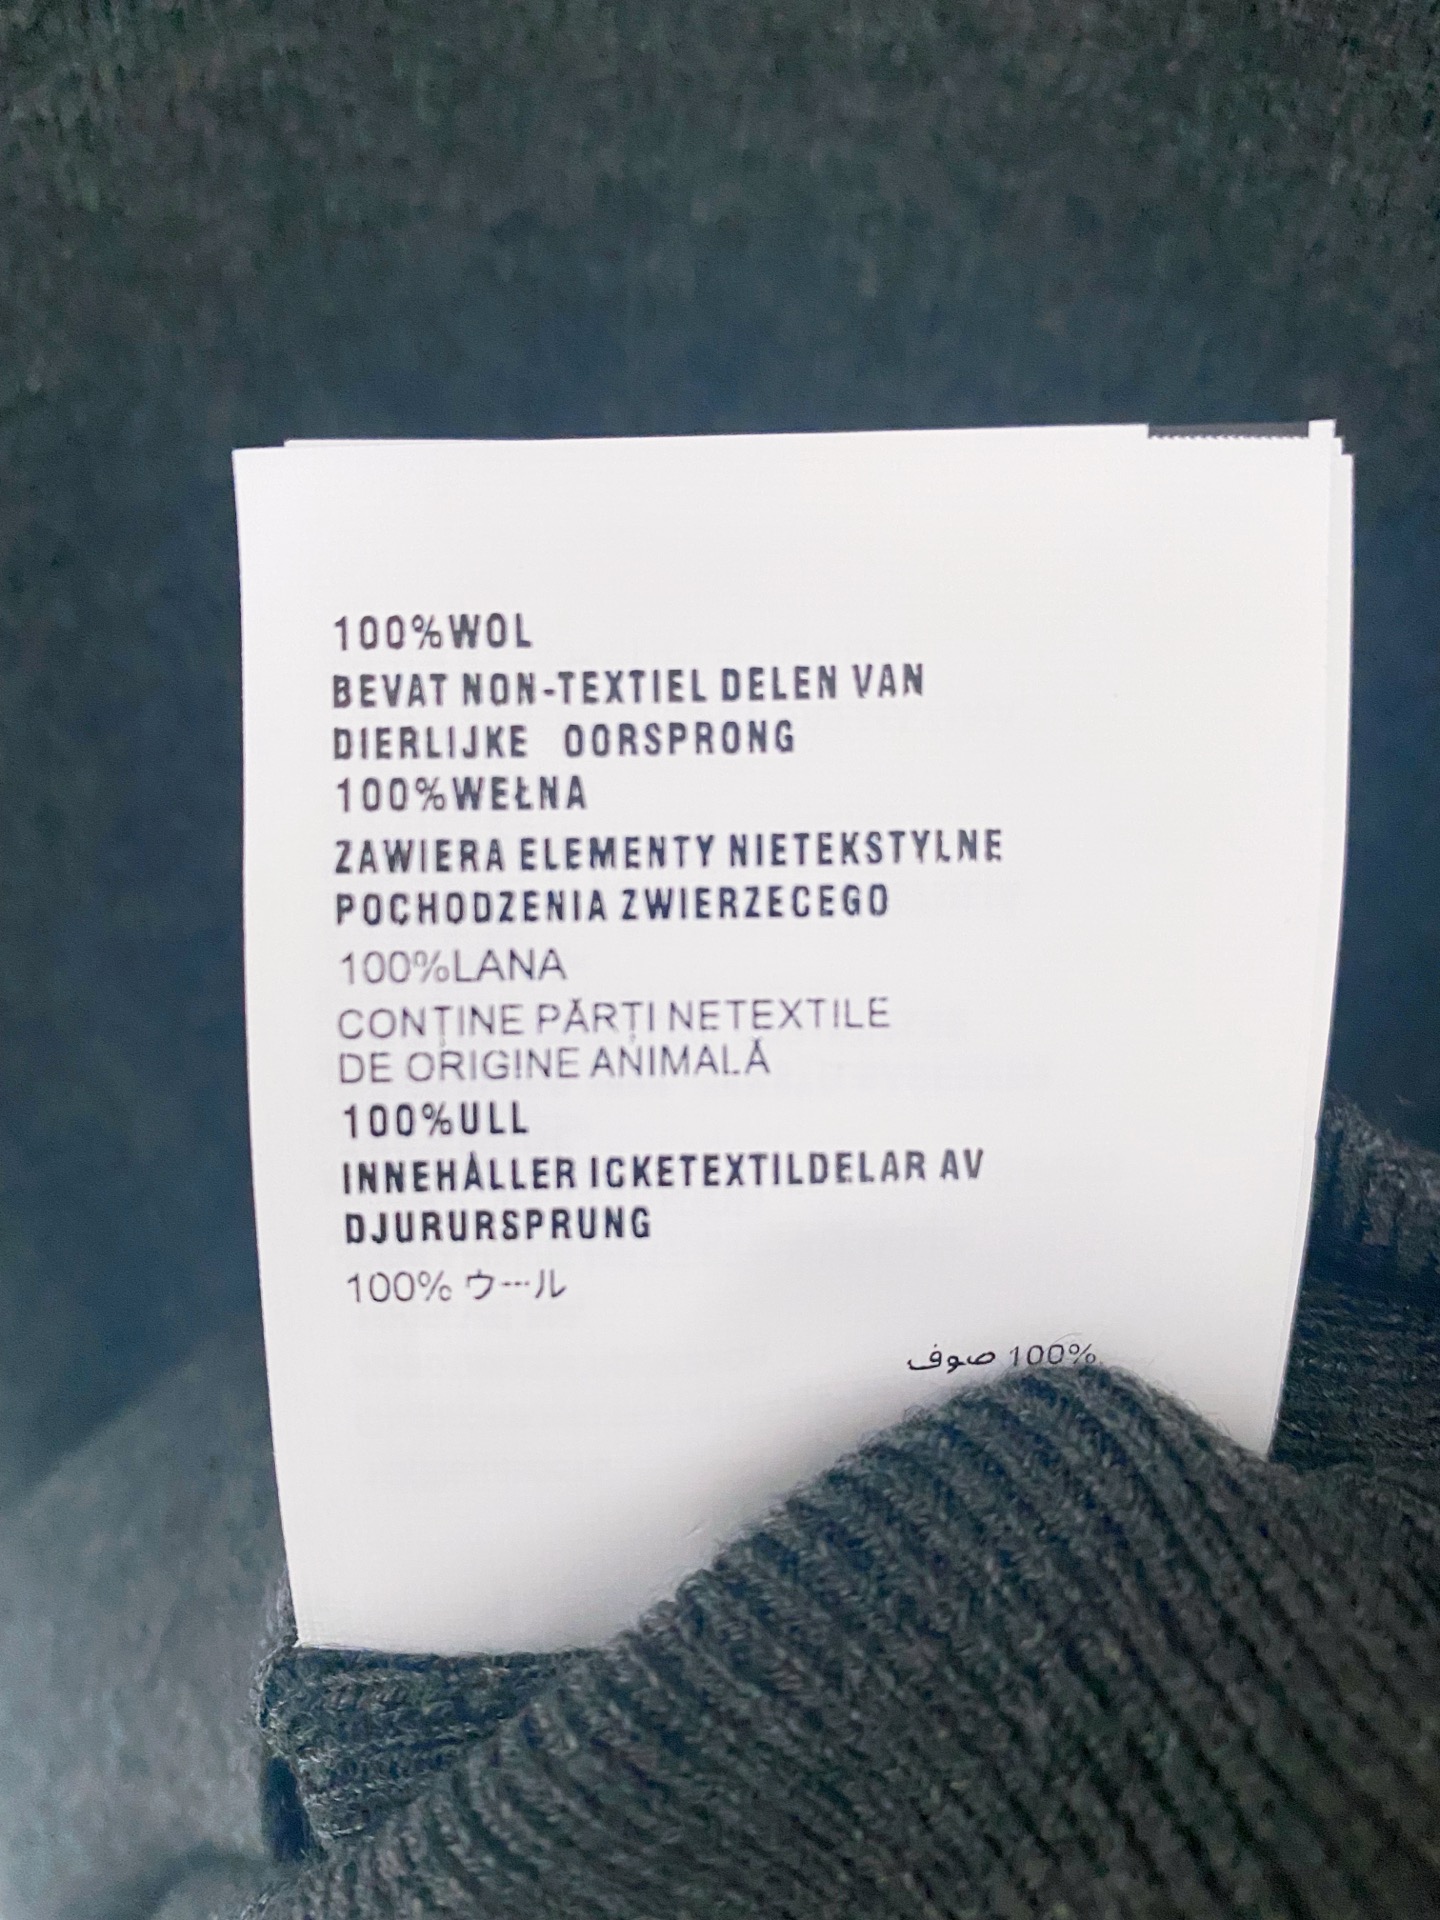 100%WOL
BEVAT NON-TEXTIEL DELEN VAN
DIERLIJKE OORSPRONG
100%WEŁNA
ZAWIERA ELEMENTY NIETEKSTYLNE
POCHODZENIA ZWIERZECEGO
100%LANA
CONȚINE PĂRȚI NETEXTILE
DE ORIGINE ANIMALĂ
100%ULL
INNEHÅLLER ICKETEXTILDELAR AV
DJURURSPRUNG
100% ウール
100% صوف